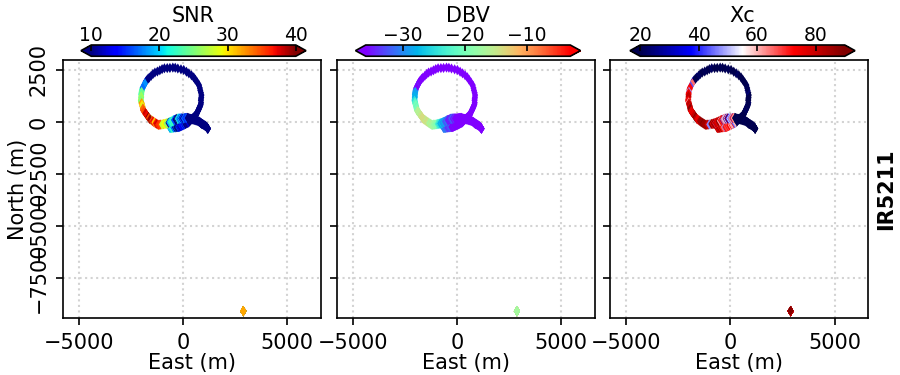 SNR DBV Xc
10 20 30 40 −30 −20 −10 20 40 60 80
2500
0
−2500
−5000
−7500
North (m)
IR5211
−5000 0 5000 −5000 0 5000 −5000 0 5000
East (m) East (m) East (m)